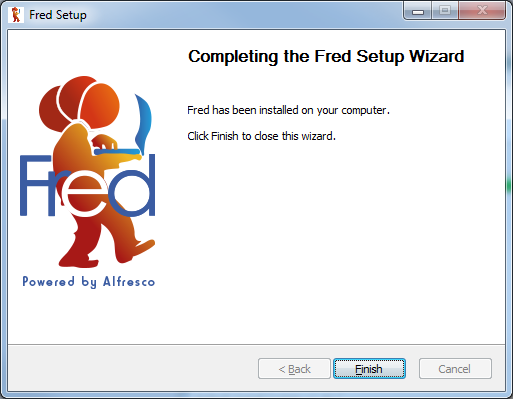 Fred Setup
Completing the Fred Setup Wizard
Fred has been installed on your computer.
Click Finish to close this wizard.
Fred
Powered by Alfresco
< Back
Finish
Cancel